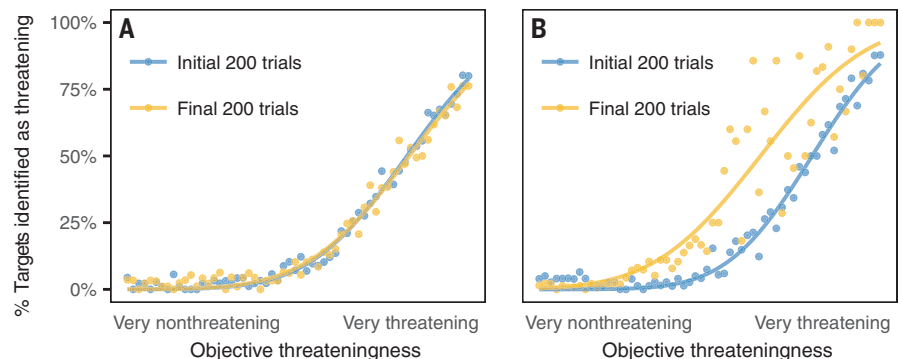 % Targets identified as threatening
100%
75%
50%
25%
0%
A
Initial 200 trials
Final 200 trials
Very nonthreatening
Very threatening
Objective threateningness
B
Initial 200 trials
Final 200 trials
Very nonthreatening
Very threatening
Objective threateningness